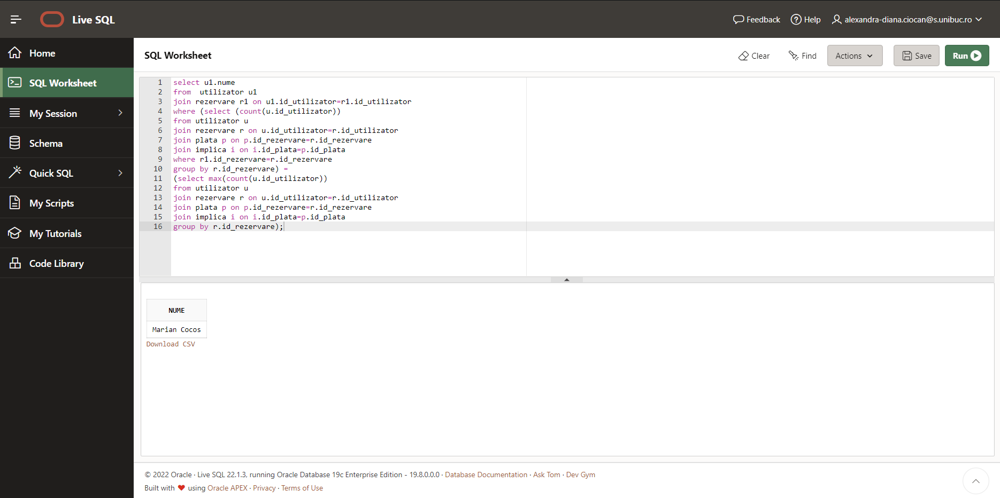 Live SQL
Feedback
Help
alexandra-diana.ciocan@s.unibuc.ro
Home
SQL Worksheet
My Session
Schema
Quick SQL
My Scripts
My Tutorials
Code Library
SQL Worksheet
Clear
Find
Actions
Save
Run
1 select u1.nume
2 from  utilizator u1
3 join rezervare r1 on u1.id_utilizator=r1.id_utilizator
4 where (select (count(u.id_utilizator))
5 from utilizator u
6 join rezervare r on u.id_utilizator=r.id_utilizator
7 join plata p on p.id_rezervare=r.id_rezervare
8 join implica i on i.id_plata=p.id_plata
9 where r1.id_rezervare=r.id_rezervare
10 group by r.id_rezervare) =
11 (select max(count(u.id_utilizator))
12 from utilizator u
13 join rezervare r on u.id_utilizator=r.id_utilizator
14 join plata p on p.id_rezervare=r.id_rezervare
15 join implica i on i.id_plata=p.id_plata
16 group by r.id_rezervare);
NUME
Marian Cocos
Download CSV
© 2022 Oracle · Live SQL 22.1.3, running Oracle Database 19c Enterprise Edition - 19.8.0.0.0 · Database Documentation · Ask Tom · Dev Gym
Built with ❤ using Oracle APEX · Privacy · Terms of Use